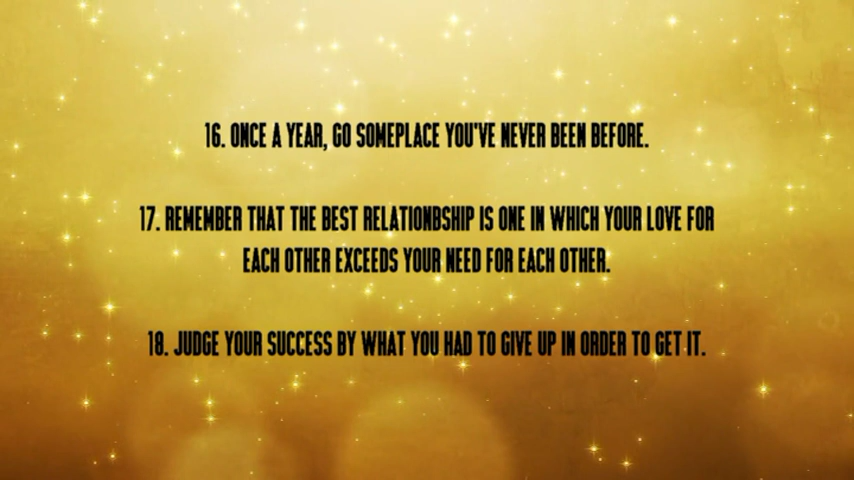 16. ONCE A YEAR, GO SOMEPLACE YOU'VE NEVER BEEN BEFORE.
17. REMEMBER THAT THE BEST RELATIONBSHIP IS ONE IN WHICH YOUR LOVE FOR
EACH OTHER EXCEEDS YOUR NEED FOR EACH OTHER.
18. JUDGE YOUR SUCCESS BY WHAT YOU HAD TO GIVE UP IN ORDER TO GET IT.